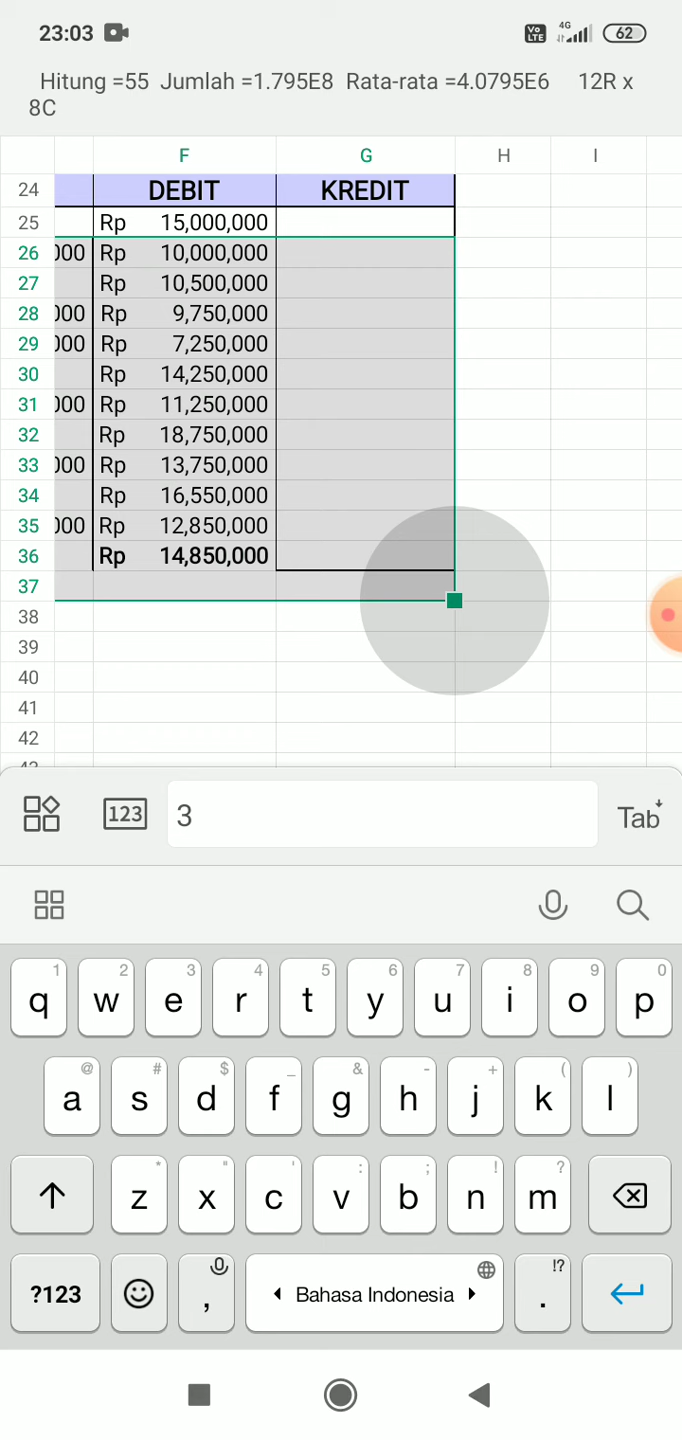 23:03 Vo LTE 4G 62
Hitung =55 Jumlah =1.795E8 Rata-rata =4.0795E6 12R x
8C
F G H I
24 DEBIT KREDIT
25 Rp 15,000,000
26 000 Rp 10,000,000
27 Rp 10,500,000
28 000 Rp 9,750,000
29 000 Rp 7,250,000
30 Rp 14,250,000
31 000 Rp 11,250,000
32 Rp 18,750,000
33 000 Rp 13,750,000
34 Rp 16,550,000
35 000 Rp 12,850,000
36 Rp 14,850,000
37
38
39
40
41
42
43
123 3 Tab
1 2 3 4 5 6 7 8 9 0
q w e r t y u i o p
@ # $ _ & - + ( )
a s d f g h j k l
* " ' : ; ! ?
z x c v b n m
?123 , Bahasa Indonesia . !?